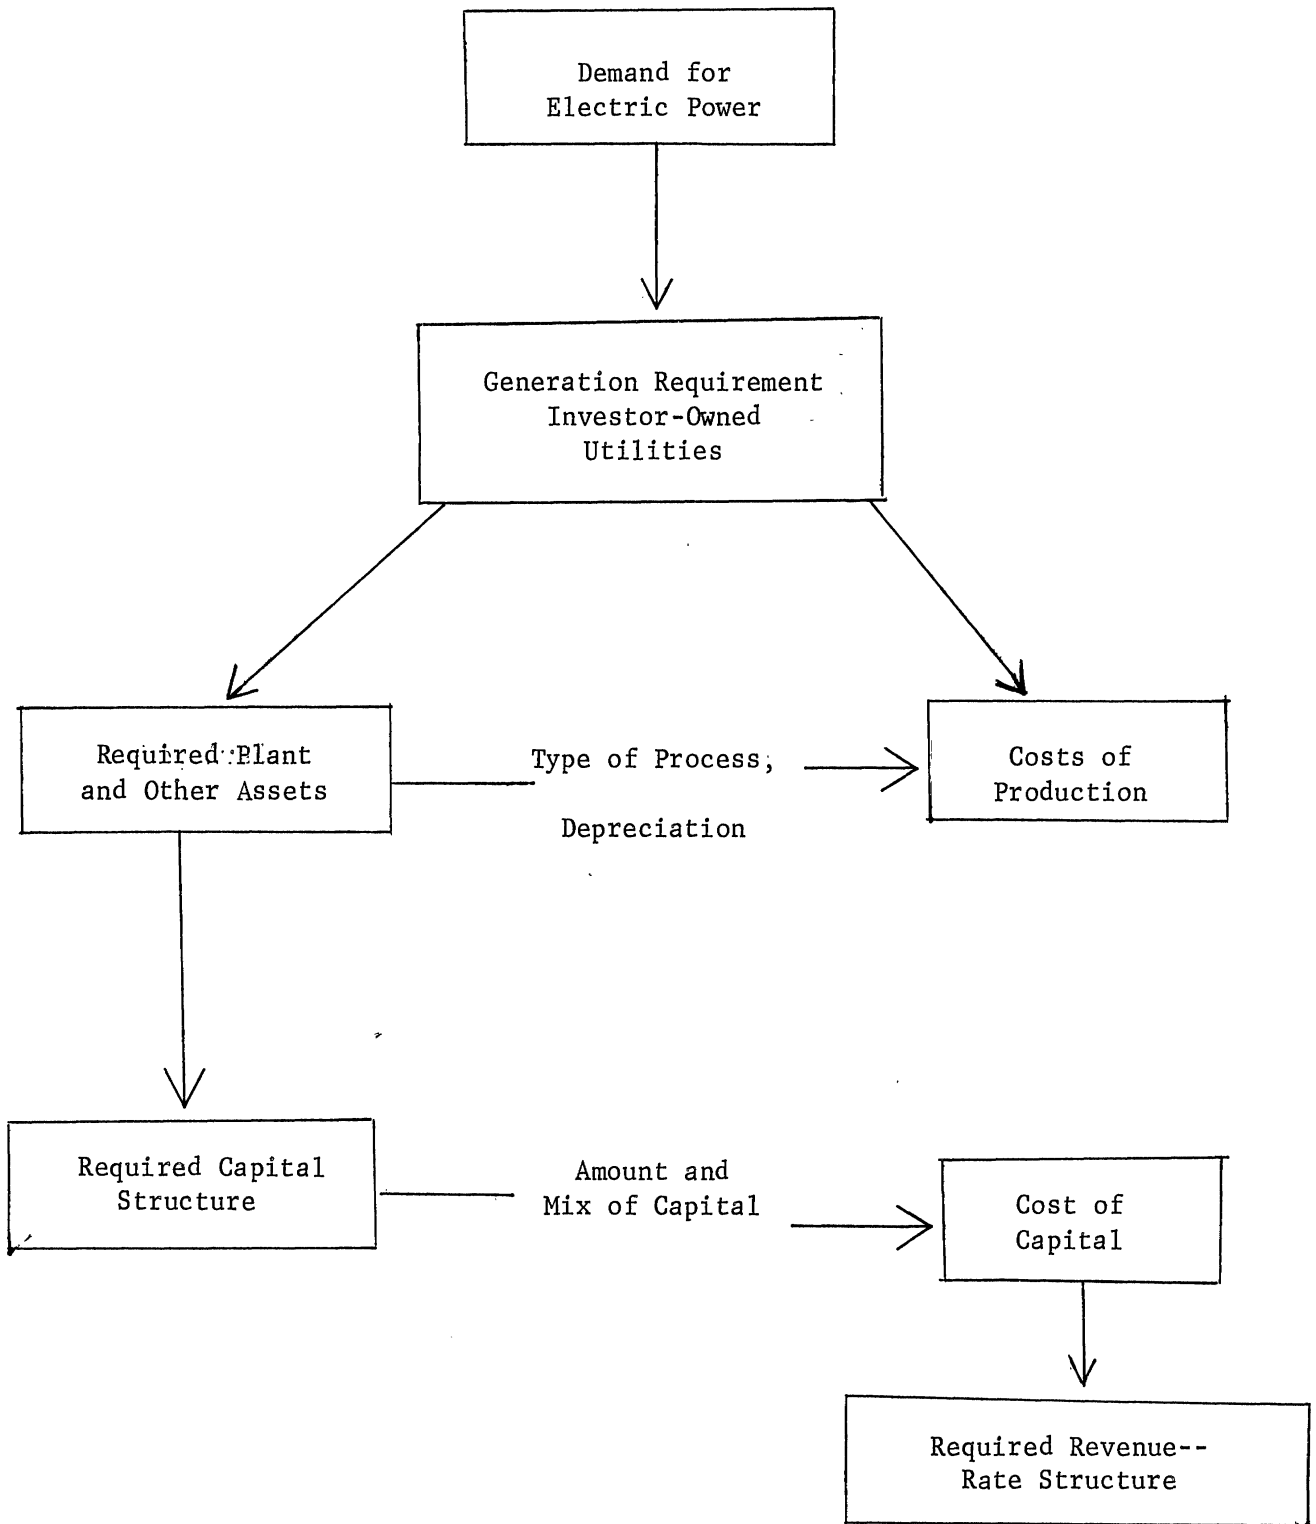 Demand for
Electric Power
Generation Requirement
Investor-Owned
Utilities
Required Plant
and Other Assets
Type of Process,
Depreciation
Costs of
Production
Required Capital
Structure
Amount and
Mix of Capital
Cost of
Capital
Required Revenue--
Rate Structure